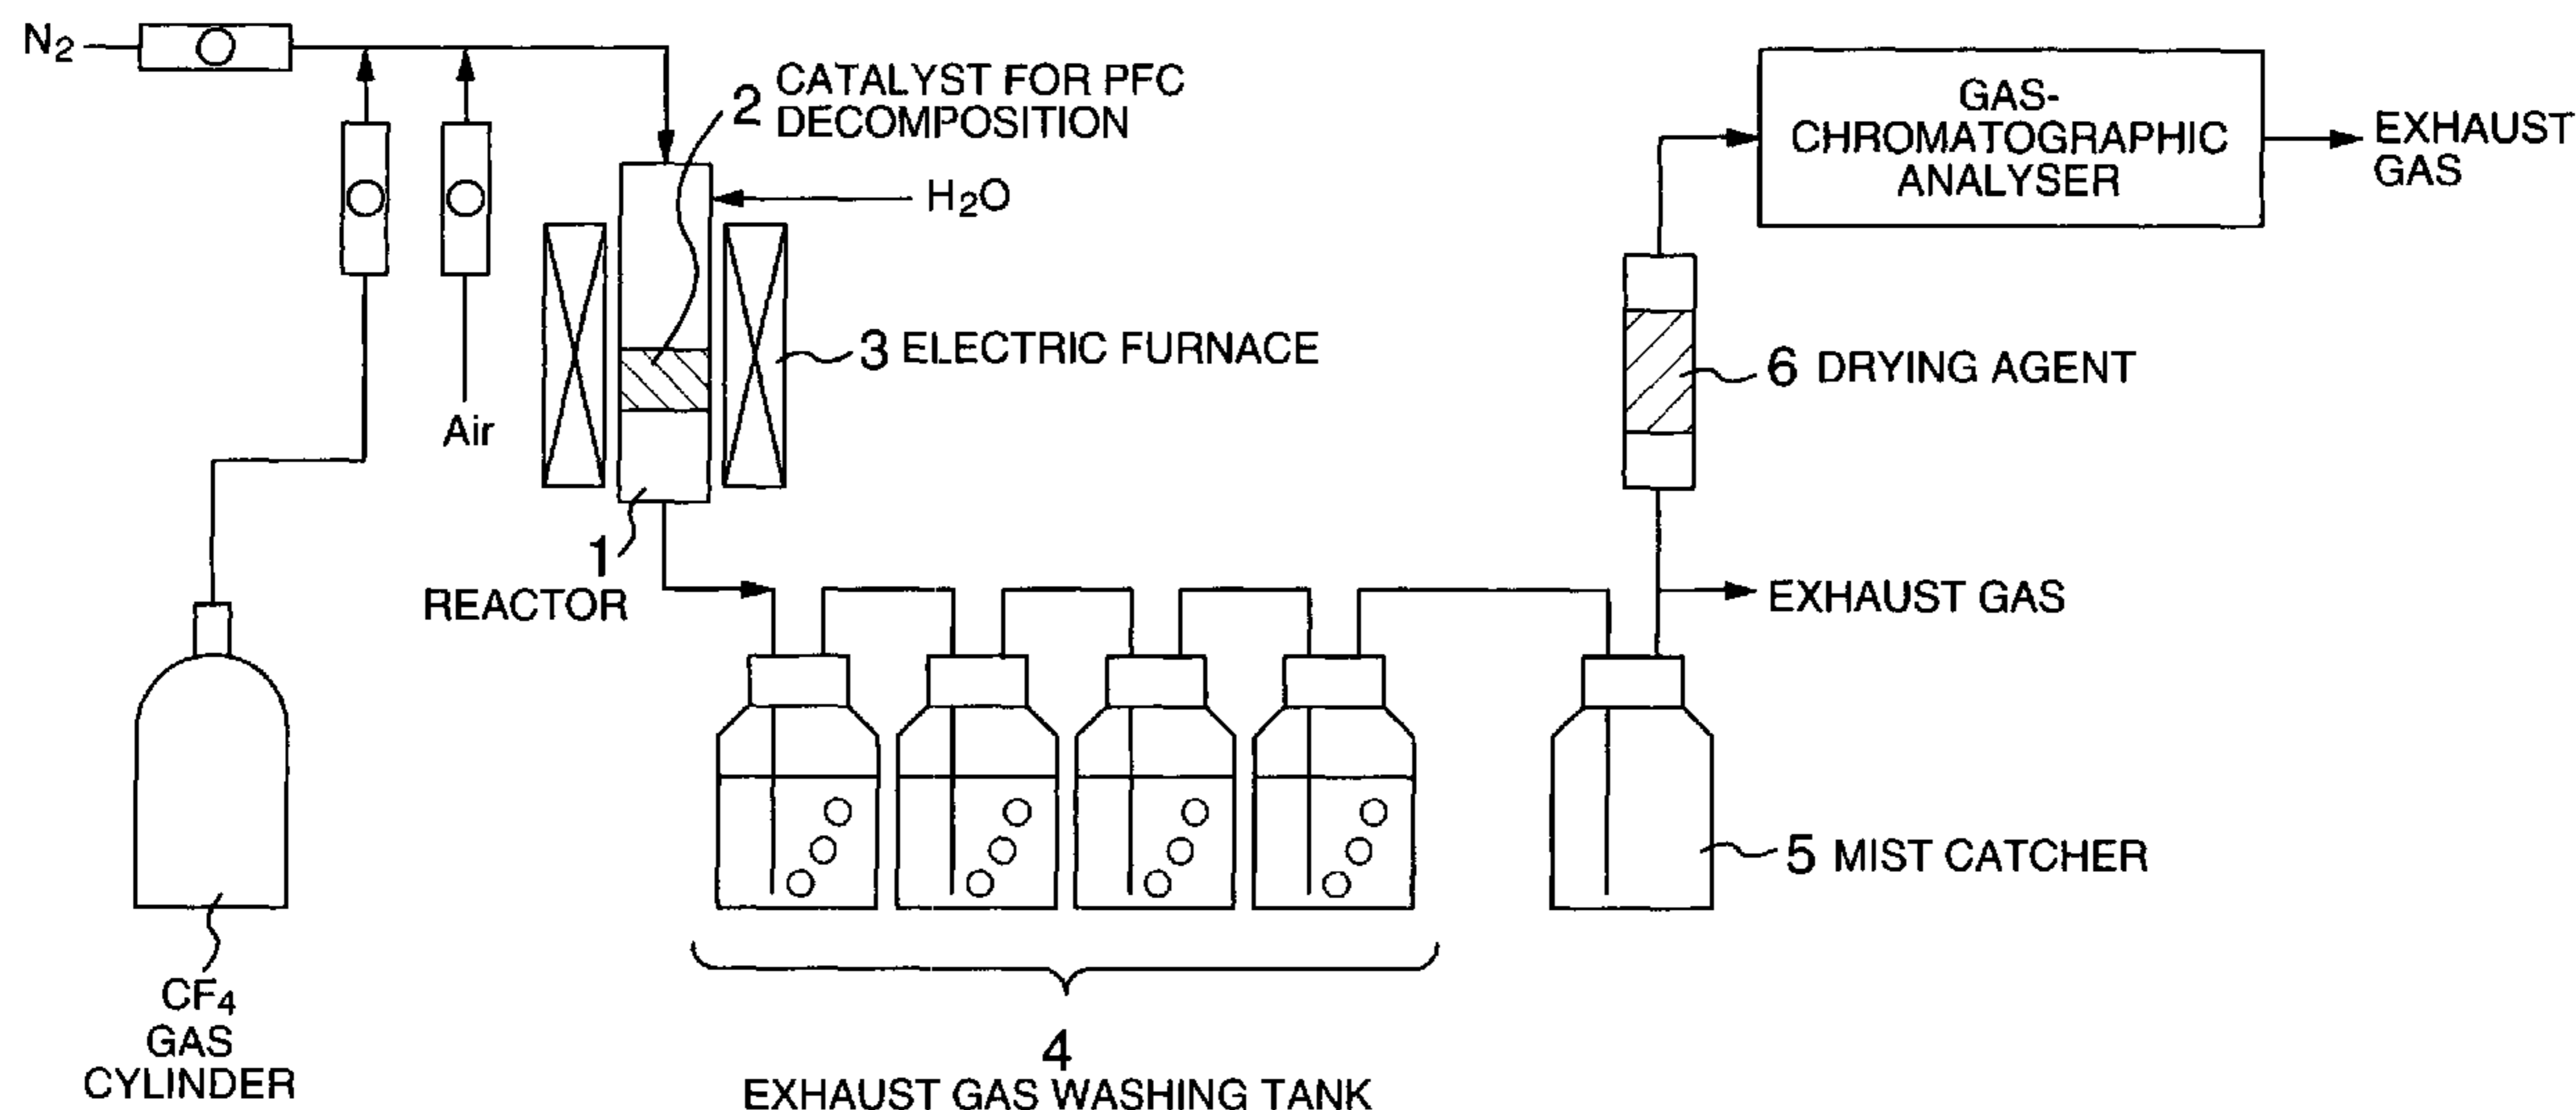 N2
2 CATALYST FOR PFC
DECOMPOSITION
H2O
GAS-
CHROMATOGRAPHIC
ANALYSER
EXHAUST
GAS
3 ELECTRIC FURNACE
6 DRYING AGENT
Air
1
REACTOR
EXHAUST GAS
5 MIST CATCHER
CF4
GAS
CYLINDER
4
EXHAUST GAS WASHING TANK